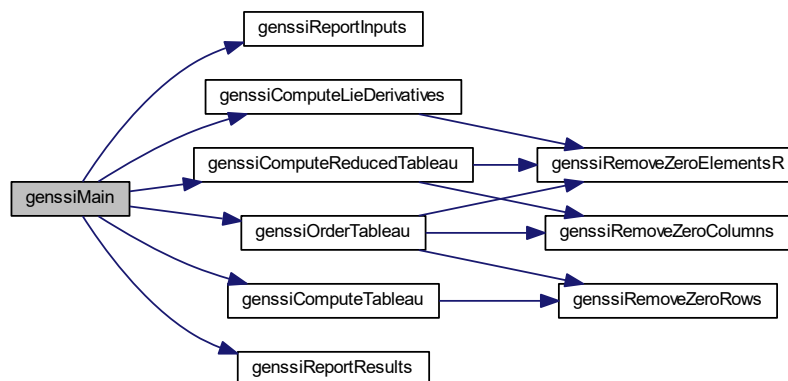 genssiMain
genssiReportInputs
genssiComputeLieDerivatives
genssiComputeReducedTableau
genssiOrderTableau
genssiComputeTableau
genssiReportResults
genssiRemoveZeroElementsR
genssiRemoveZeroColumns
genssiRemoveZeroRows